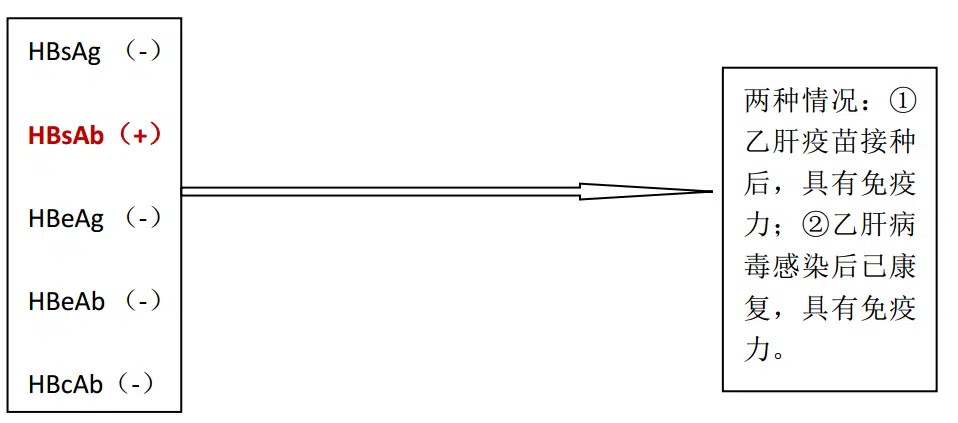 HBsAg （-）
HBsAb（+）
HBeAg（-）
HBeAb（-）
HBcAb（-）
两种情况：①
乙肝疫苗接种
后，具有免疫
力；②乙肝病
毒感染后已康
复，具有免疫
力。